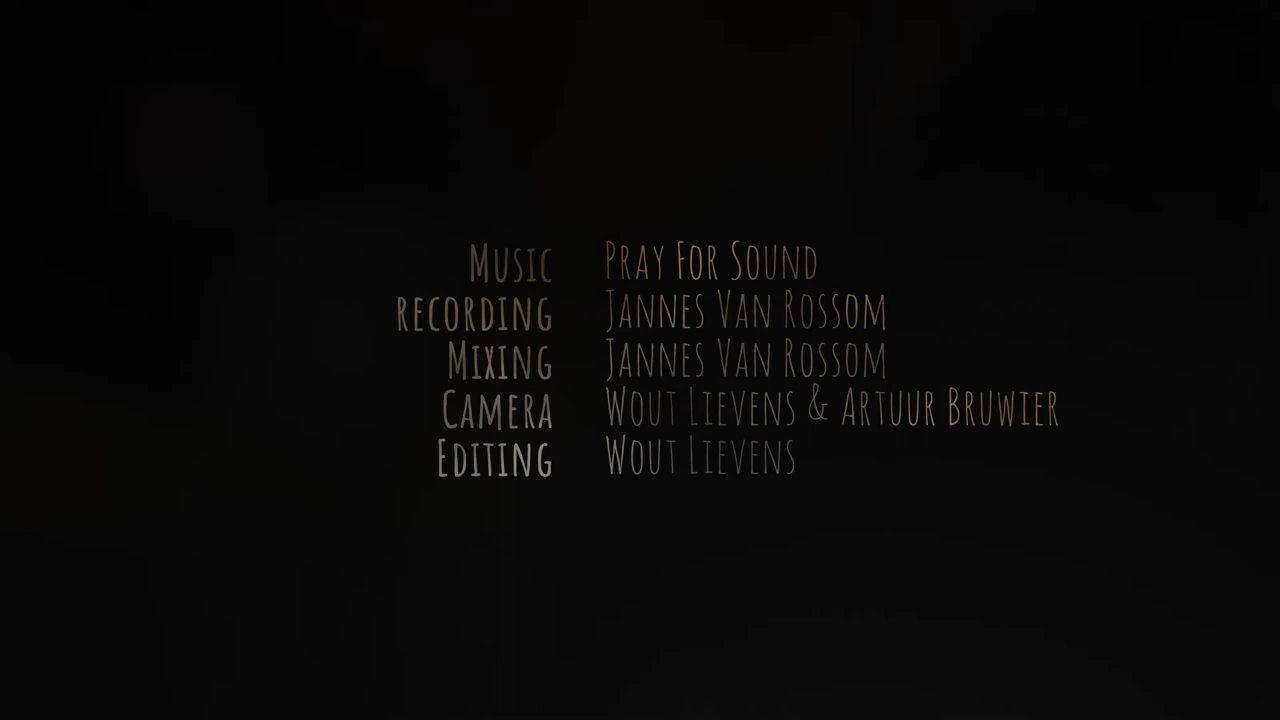 Music Pray For Sound
recording Jannes Van Rossom
Mixing Jannes Van Rossom
Camera Wout Lievens & Artuur Bruwier
Editing Wout Lievens